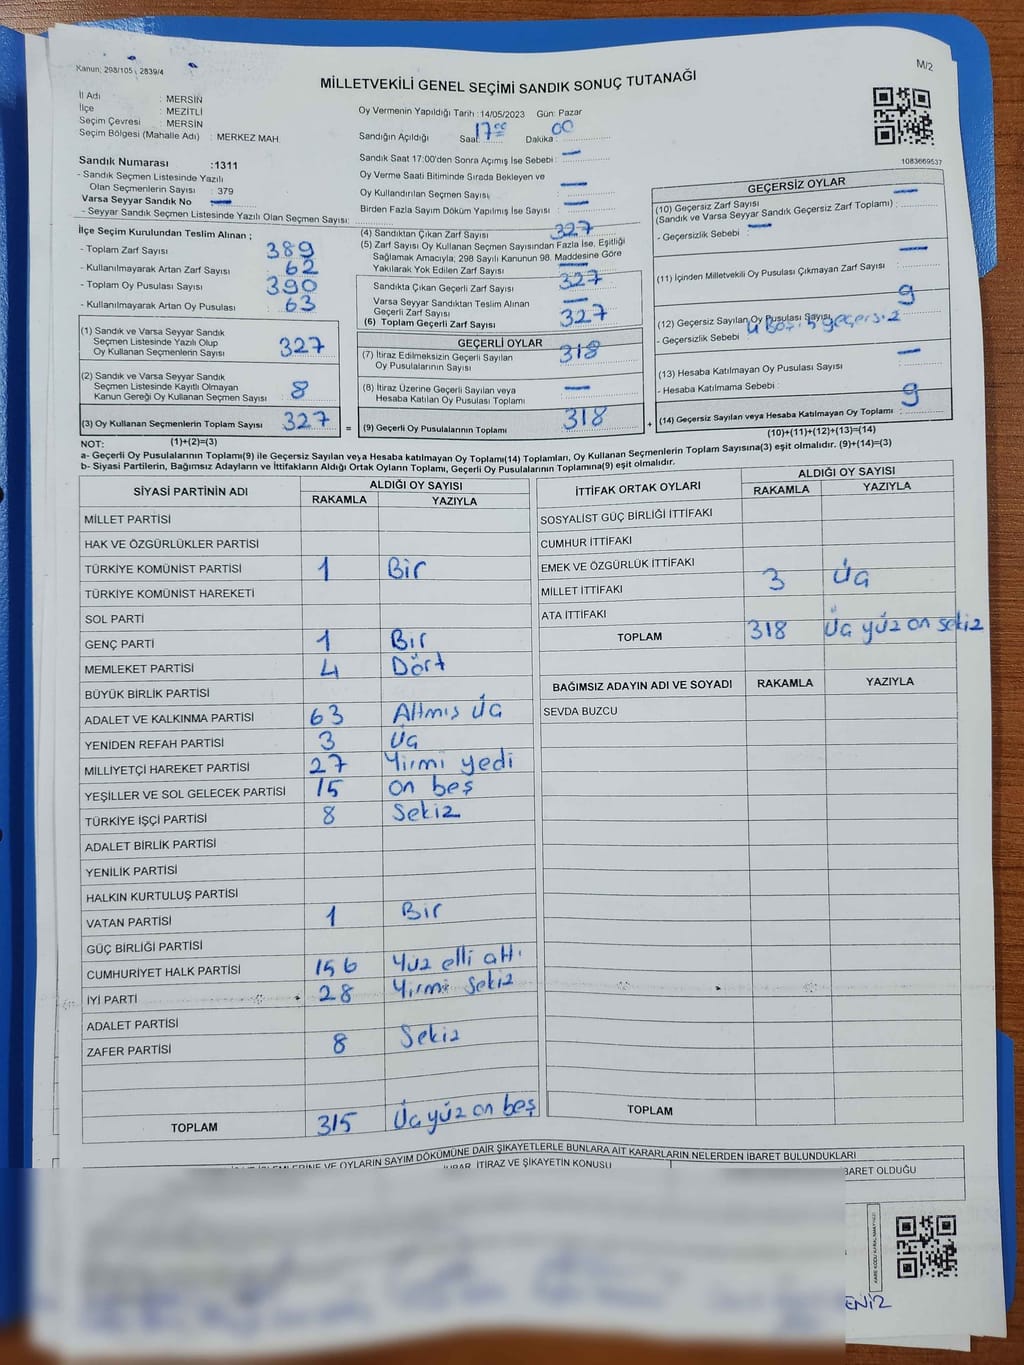 Kanun; 298/105 , 2839/4
M/2
MİLLETVEKİLİ GENEL SEÇİMİ SANDIK SONUÇ TUTANAĞI
İl Adı : MERSİN
İlçe : MEZİTLİ
Seçim Çevresi : MERSİN
Seçim Bölgesi (Mahalle Adı) : MERKEZ MAH.
Sandık Numarası :1311
- Sandık Seçmen Listesinde Yazılı
Olan Seçmenlerin Sayısı : 379
Varsa Seyyar Sandık No —
- Seyyar Sandık Seçmen Listesinde Yazılı Olan Seçmen Sayısı:
Oy Vermenin Yapıldığı Tarih :14/05/2023 Gün: Pazar
Sandığın Açıldığı Saat: 17:00 Dakika: 00
Sandık Saat 17:00'den Sonra Açımış İse Sebebi : —
Oy Verme Saati Bitiminde Sırada Bekleyen ve
Oy Kullandırılan Seçmen Sayısı —
Birden Fazla Sayım Döküm Yapılmış İse Sayısı —
1083669537
İlçe Seçim Kurulundan Teslim Alınan ;
- Toplam Zarf Sayısı 389
- Kullanılmayarak Artan Zarf Sayısı : 62
- Toplam Oy Pusulası Sayısı : 390
- Kullanılmayarak Artan Oy Pusulası : 63
(1) Sandık ve Varsa Seyyar Sandık
Seçmen Listesinde Yazılı Olup
Oy Kullanan Seçmenlerin Sayısı 327
(2) Sandık ve Varsa Seyyar Sandık
Seçmen Listesinde Kayıtlı Olmayan
Kanun Gereği Oy Kullanan Seçmen Sayısı : 8
(3) Oy Kullanan Seçmenlerin Toplam Sayısı 327
(4) Sandıktan Çıkan Zarf Sayısı 327
(5) Zarf Sayısı Oy Kullanan Seçmen Sayısından Fazla İse, Eşitliği
Sağlamak Amacıyla; 298 Sayılı Kanunun 98. Maddesine Göre
Yakılarak Yok Edilen Zarf Sayısı —
Sandıkta Çıkan Geçerli Zarf Sayısı : 327
Varsa Seyyar Sandıktan Teslim Alınan
Geçerli Zarf Sayısı —
(6) Toplam Geçerli Zarf Sayısı 327
GEÇERLİ OYLAR
(7) İtiraz Edilmeksizin Geçerli Sayılan
Oy Pusulalarının Sayısı 318
(8) İtiraz Üzerine Geçerli Sayılan veya
Hesaba Katılan Oy Pusulası Toplamı —
= (9) Geçerli Oy Pusulalarının Toplamı 318 +
GEÇERSİZ OYLAR
(10) Geçersiz Zarf Sayısı —
(Sandık ve Varsa Seyyar Sandık Geçersiz Zarf Toplamı) :
- Geçersizlik Sebebi : —
(11) İçinden Milletvekili Oy Pusulası Çıkmayan Zarf Sayısı —
(12) Geçersiz Sayılan Oy Pusulası Sayısı 9
- Geçersizlik Sebebi 4 Boş, 5 geçersiz
(13) Hesaba Katılmayan Oy Pusulası Sayısı —
- Hesaba Katılmama Sebebi :
(14) Geçersiz Sayılan veya Hesaba Katılmayan Oy Toplamı 9
NOT: (1)+(2)=(3)
(10)+(11)+(12)+(13)=(14)
a- Geçerli Oy Pusulasının Toplamı(9) ile Geçersiz Sayılan veya Hesaba katılmayan Oy Toplamı(14) Toplamları, Oy Kullanan Seçmenlerin Toplam Sayısına(3) eşit olmalıdır. (9)+(14)=(3)
b- Siyasi Partilerin, Bağımsız Adayların ve İttifakların Aldığı Ortak Oyların Toplamı, Geçerli Oy Pusulalarının Toplamına(9) eşit olmalıdır.
SİYASİ PARTİNİN ADI ALDIĞI OY SAYISI
RAKAMLA YAZIYLA
MİLLET PARTİSİ
HAK VE ÖZGÜRLÜKLER PARTİSİ
TÜRKİYE KOMÜNİST PARTİSİ 1 Bir
TÜRKİYE KOMÜNİST HAREKETİ
SOL PARTİ
GENÇ PARTİ 1 Bir
MEMLEKET PARTİSİ 4 Dört
BÜYÜK BİRLİK PARTİSİ
ADALET VE KALKINMA PARTİSİ 63 Altmış Üç
YENİDEN REFAH PARTİSİ 3 Üç
MİLLİYETÇİ HAREKET PARTİSİ 27 Yirmi yedi
YEŞİLLER VE SOL GELECEK PARTİSİ 15 on beş
TÜRKİYE İŞÇİ PARTİSİ 8 Sekiz
ADALET BİRLİK PARTİSİ
YENİLİK PARTİSİ
HALKIN KURTULUŞ PARTİSİ
VATAN PARTİSİ 1 Bir
GÜÇ BİRLİĞİ PARTİSİ
CUMHURİYET HALK PARTİSİ 156 Yüz elli altı
İYİ PARTİ 28 Yirmi Sekiz
ADALET PARTİSİ
ZAFER PARTİSİ 8 Sekiz
TOPLAM 315 Üç yüz on beş
İTTİFAK ORTAK OYLARI ALDIĞI OY SAYISI
RAKAMLA YAZIYLA
SOSYALİST GÜÇ BİRLİĞİ İTTİFAKI
CUMHUR İTTİFAKI
EMEK VE ÖZGÜRLÜK İTTİFAKI
MİLLET İTTİFAKI 3 Üç
ATA İTTİFAKI
TOPLAM 318 Üç yüz on sekiz
BAĞIMSIZ ADAYIN ADI VE SOYADI RAKAMLA YAZIYLA
SEVDA BUZCU
TOPLAM
İŞLEMLERİNE VE OYLARIN SAYIM DÖKÜMÜNE DAİR ŞİKAYETLERLE BUNLARA AİT KARARLARIN NELERDEN İBARET BULUNDUKLARI
İTİRAZ VE ŞİKAYETİN KONUSU
BARET OLDUĞU
ENİZ